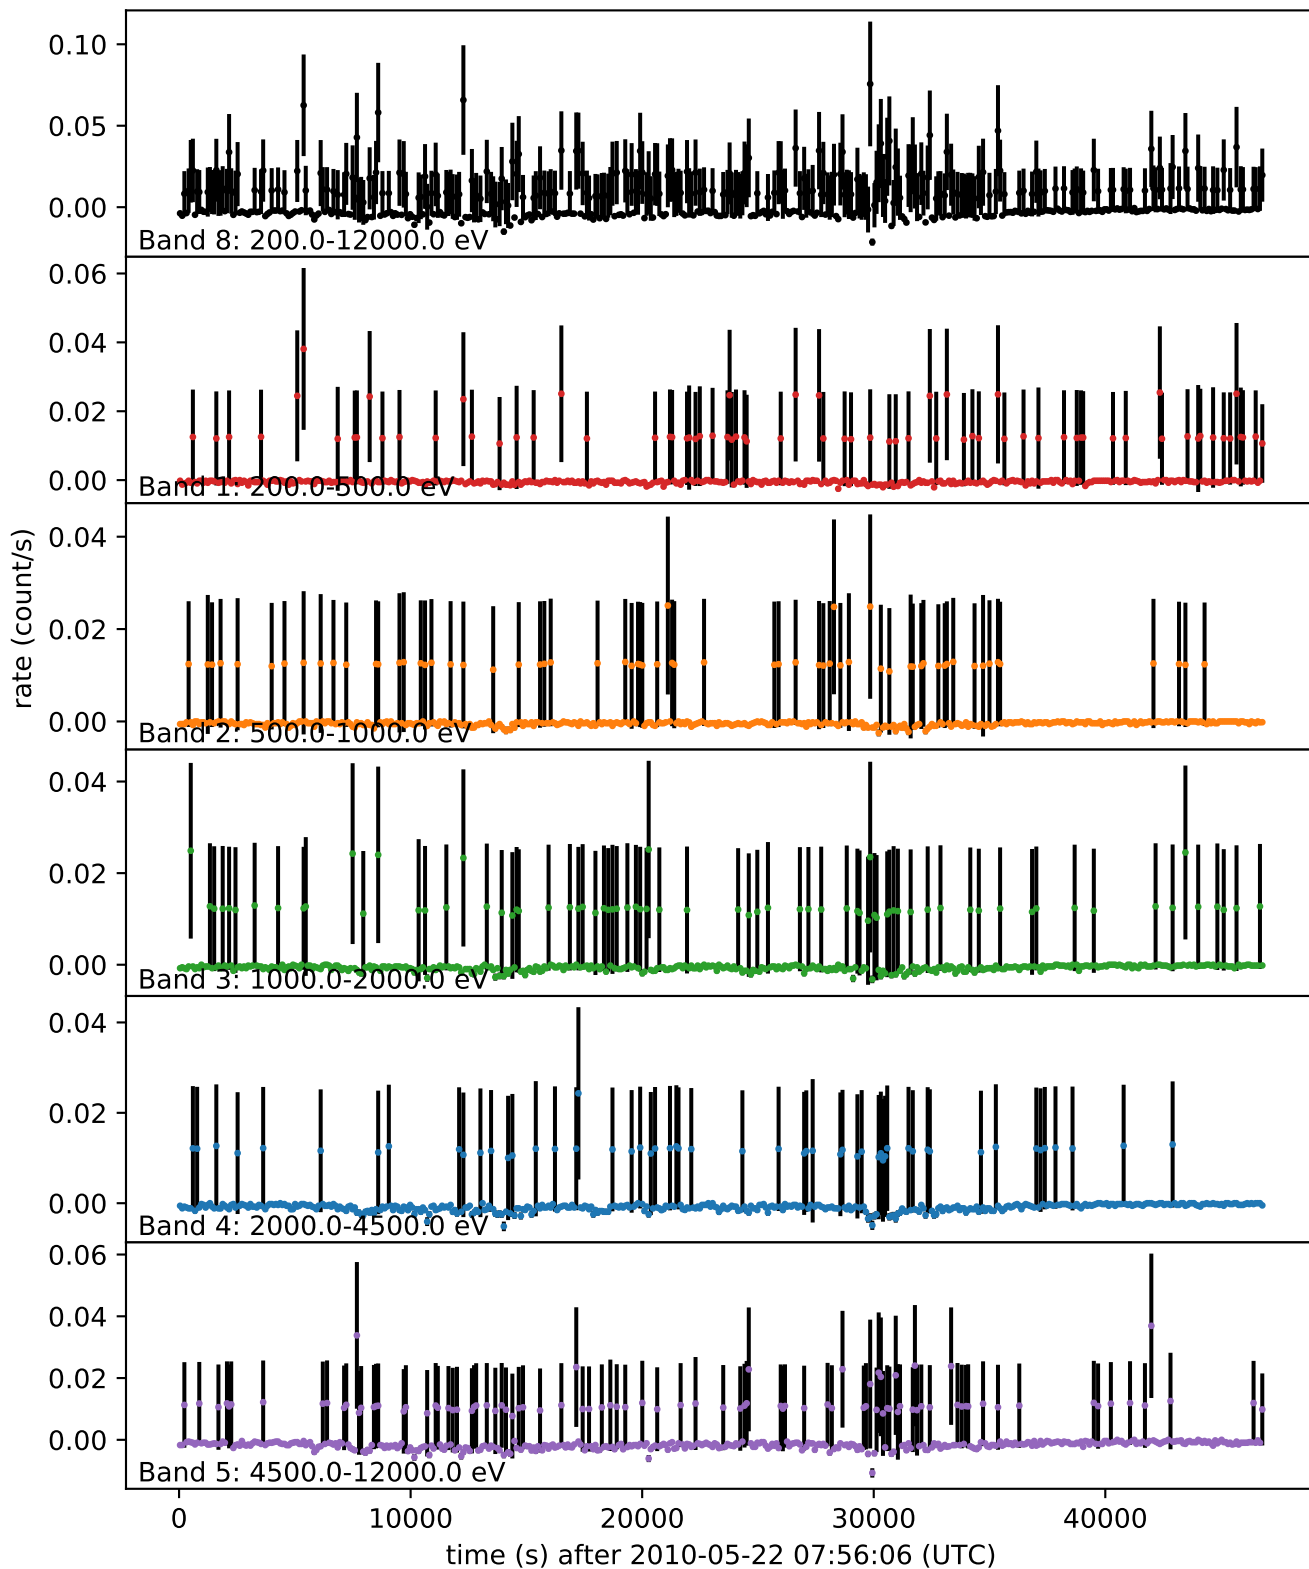 0.10
0.05
0.00
Band 8: 200.0-12000.0 eV
0.06
0.04
0.02
0.00
Band 1: 200.0-500.0 eV
rate (count/s)
0.04
0.02
0.00
Band 2: 500.0-1000.0 eV
0.04
0.02
0.00
Band 3: 1000.0-2000.0 eV
0.04
0.02
0.00
Band 4: 2000.0-4500.0 eV
0.06
0.04
0.02
0.00
Band 5: 4500.0-12000.0 eV
0 10000 20000 30000 40000
time (s) after 2010-05-22 07:56:06 (UTC)